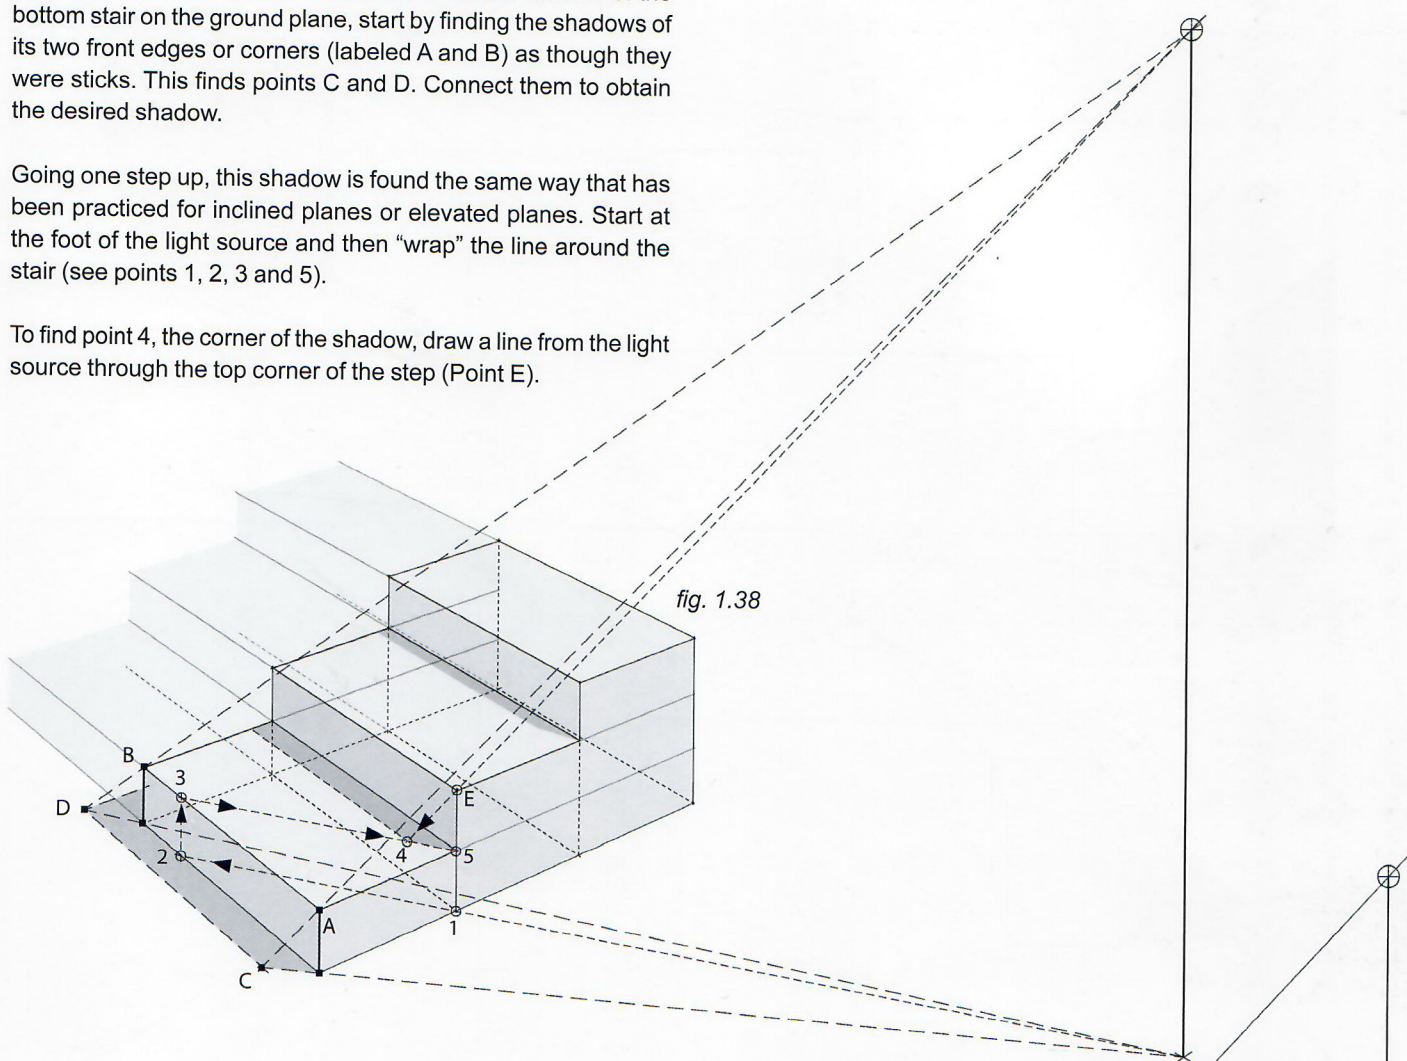 bottom stair on the ground plane, start by finding the shadows of
its two front edges or corners (labeled A and B) as though they
were sticks. This finds points C and D. Connect them to obtain
the desired shadow.
Going one step up, this shadow is found the same way that has
been practiced for inclined planes or elevated planes. Start at
the foot of the light source and then “wrap” the line around the
stair (see points 1, 2, 3 and 5).
To find point 4, the corner of the shadow, draw a line from the light
source through the top corner of the step (Point E).
fig. 1.38
B
3
D
E
2
4
5
A
1
C